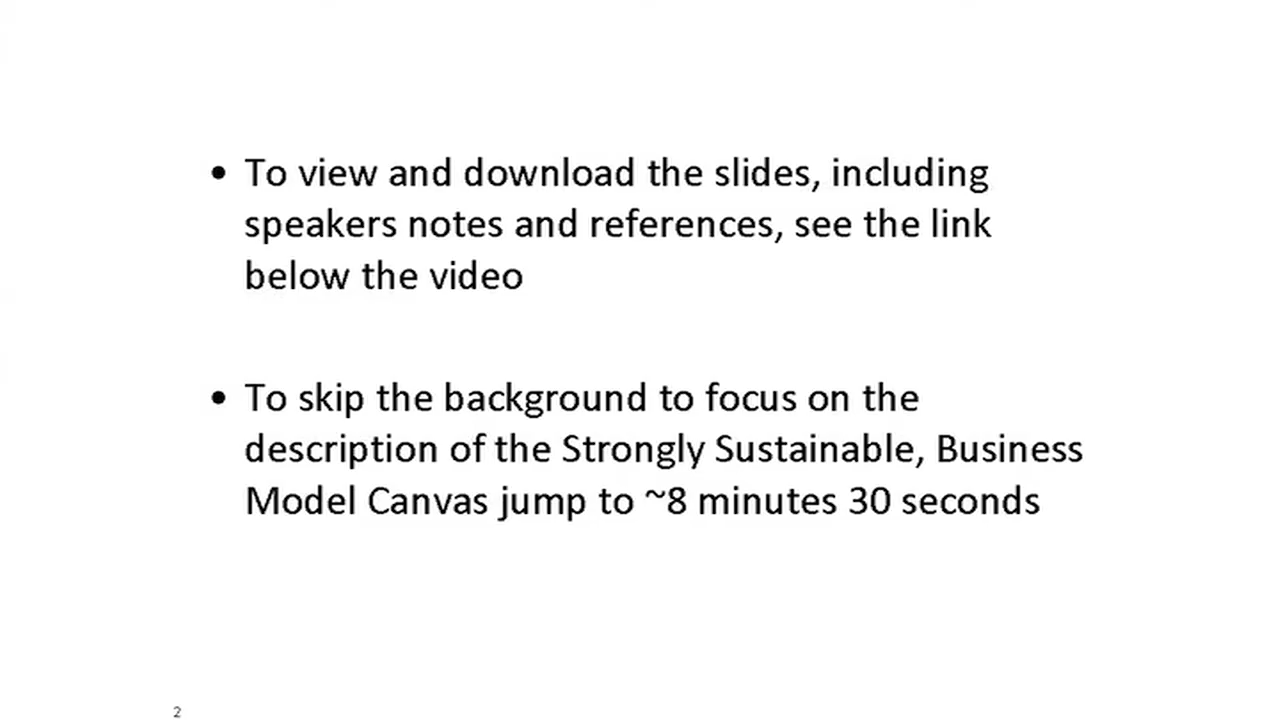 • To view and download the slides, including
speakers notes and references, see the link
below the video
• To skip the background to focus on the
description of the Strongly Sustainable, Business
Model Canvas jump to ~8 minutes 30 seconds
2